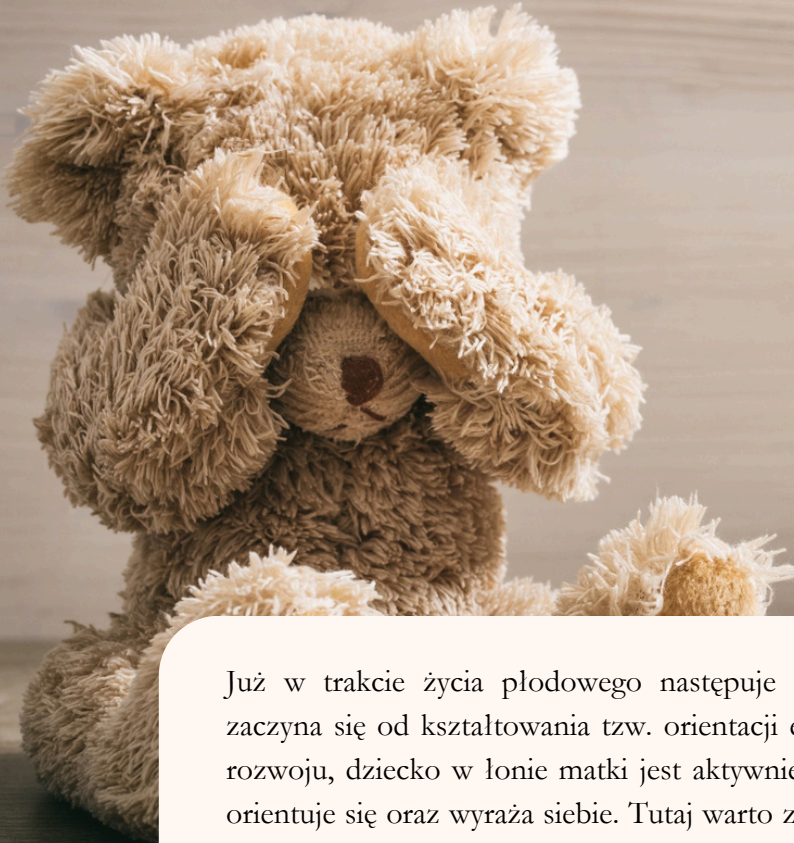 Już w trakcie życia płodowego następuje
zaczyna się od kształtowania tzw. orientacji
rozwoju, dziecko w łonie matki jest aktywnie
orientuje się oraz wyraża siebie. Tutaj warto